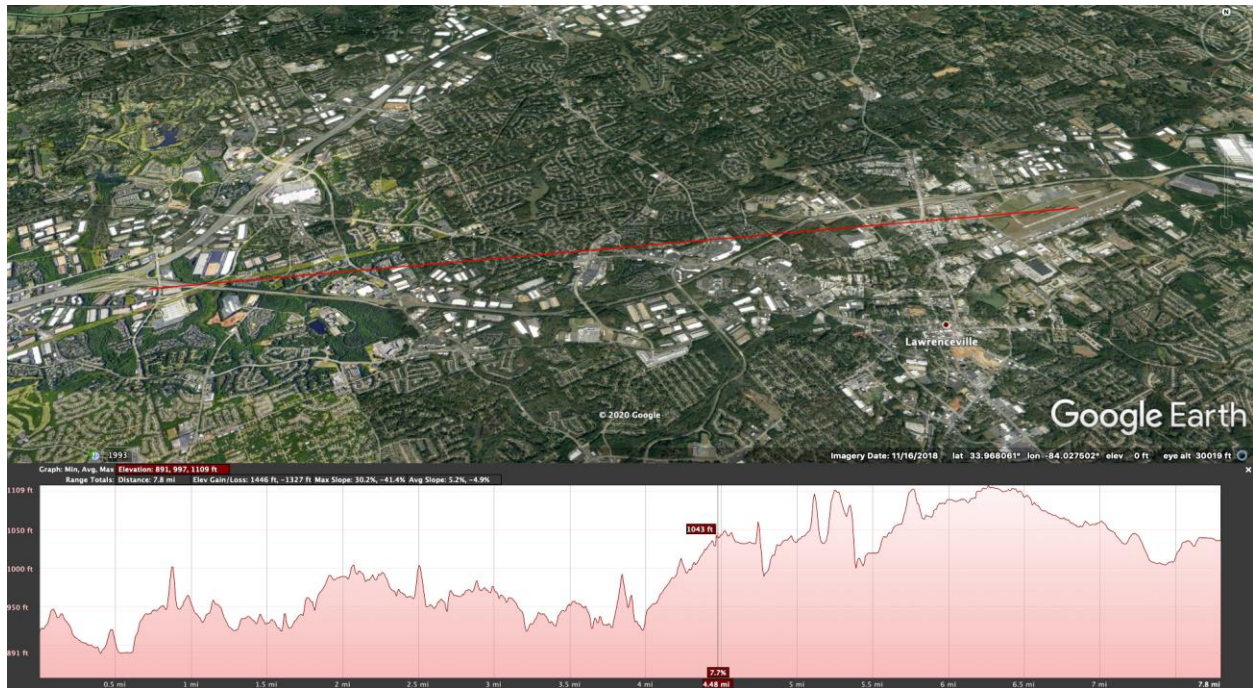 N
Lawrenceville
© 2020 Google
Google Earth
1993
Imagery Date: 11/16/2018 lat 33.968061° lon -84.027502° elev 0 ft eye alt 30019 ft
Graph: Min, Avg, Max Elevation: 891, 997, 1109 ft
Range Totals: Distance: 7.8 mi Elev Gain/Loss: 1446 ft, -1327 ft Max Slope: 30.2%, -41.4% Avg Slope: 5.2%, -4.9%
1109 ft
1043 ft
1050 ft
1000 ft
950 ft
891 ft
7.7%
0.5 mi 1 mi 1.5 mi 2 mi 2.5 mi 3 mi 3.5 mi 4 mi 4.48 mi 5 mi 5.5 mi 6 mi 6.5 mi 7 mi 7.8 mi